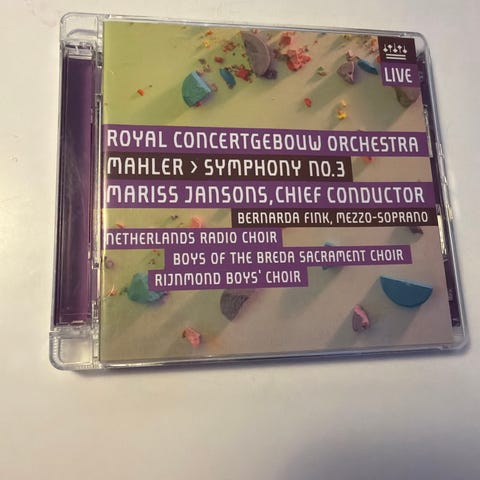 LIVE
ROYAL CONCERTGEBOUW ORCHESTRA
MAHLER > SYMPHONY NO.3
MARISS JANSONS, CHIEF CONDUCTOR
BERNARDA FINK, MEZZO-SOPRANO
NETHERLANDS RADIO CHOIR
BOYS OF THE BREDA SACRAMENT CHOIR
RIJNMOND BOYS' CHOIR